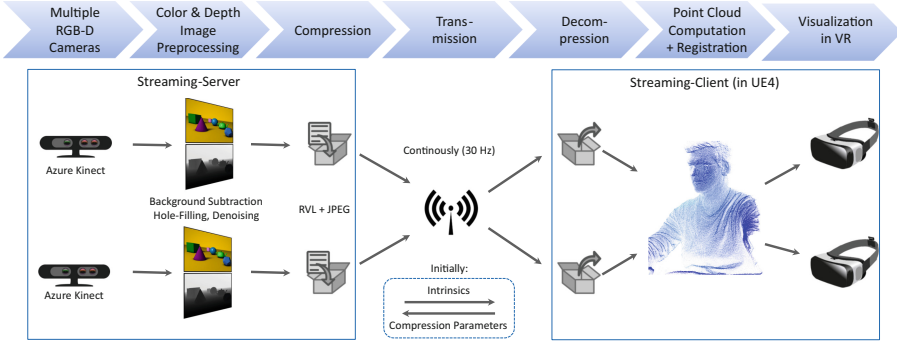 Multiple
RGB-D
Cameras
Color & Depth
Image
Preprocessing
Compression
Trans-
mission
Decom-
pression
Point Cloud
Computation
+ Registration
Visualization
in VR
Streaming-Server
Streaming-Client (in UE4)
Azure Kinect
Background Subtraction
Hole-Filling, Denoising
RVL + JPEG
Continously (30 Hz)
Azure Kinect
Initially:
Intrinsics
Compression Parameters